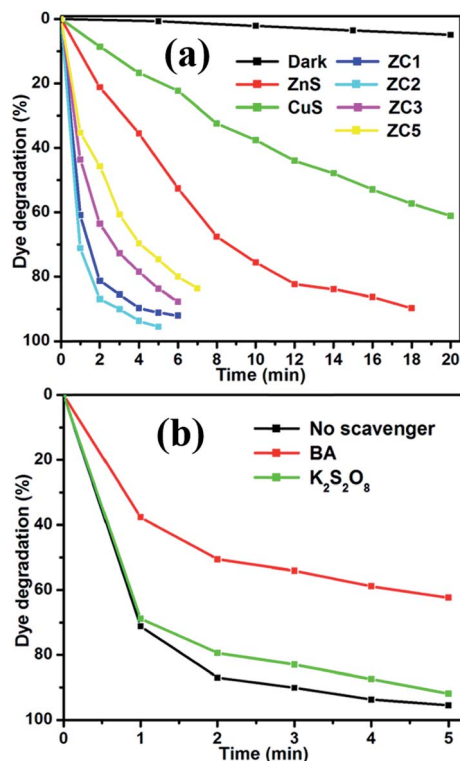 (a)
Dark
ZnS
CuS
ZC1
ZC2
ZC3
ZC5
0
20
40
60
80
100
Dye degradation (%)
0 2 4 6 8 10 12 14 16 18 20
Time (min)
(b)
No scavenger
BA
K₂S₂O₈
0
20
40
60
80
100
Dye degradation (%)
0 1 2 3 4 5
Time (min)